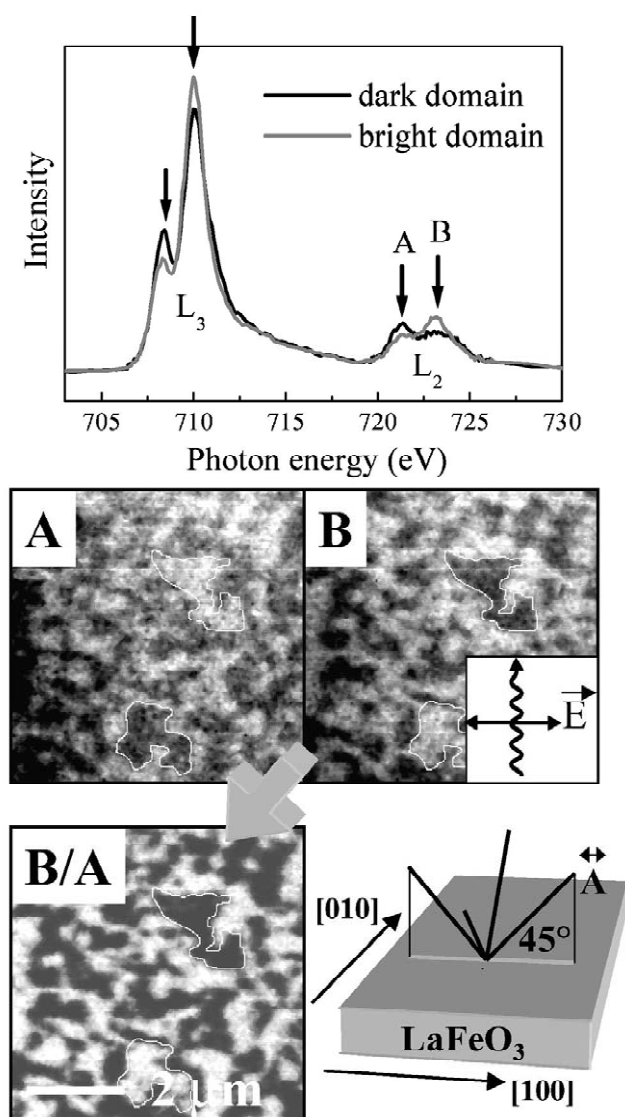 dark domain
bright domain
Intensity
A
B
L3
L2
705 710 715 720 725 730
Photon energy (eV)
A
B
E
B/A
2 μm
[010]
A
45°
LaFeO3
[100]